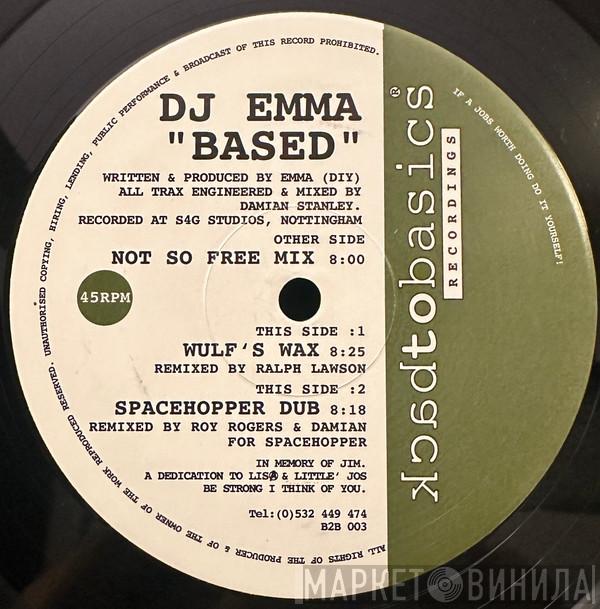 ALL RIGHTS OF THE PRODUCER & OF THE OWNER OF THE WORK REPRODUCED RESERVED. UNAUTHORISED COPYING, HIRING, LENDING, PUBLIC PERFORMANCE & BROADCAST OF THIS RECORD PROHIBITED.
DJ EMMA
"BASED"
WRITTEN & PRODUCED BY EMMA (DIY)
ALL TRAX ENGINEERED & MIXED BY
DAMIAN STANLEY.
RECORDED AT S4G STUDIOS, NOTTINGHAM
OTHER SIDE
NOT SO FREE MIX 8:00
45RPM
THIS SIDE :1
WULF'S WAX 8:25
REMIXED BY RALPH LAWSON
THIS SIDE :2
SPACEHOPPER DUB 8:18
REMIXED BY ROY ROGERS & DAMIAN
FOR SPACEHOPPER
IN MEMORY OF JIM.
A DEDICATION TO LISA & LITTLE' JOS
BE STRONG I THINK OF YOU.
Tel:(0)532 449 474
B2B 003
backtobasics®
RECORDINGS
IF A JOBS WORTH DOING DO IT YOURSELF!
МАРКЕТ ВИНИЛА